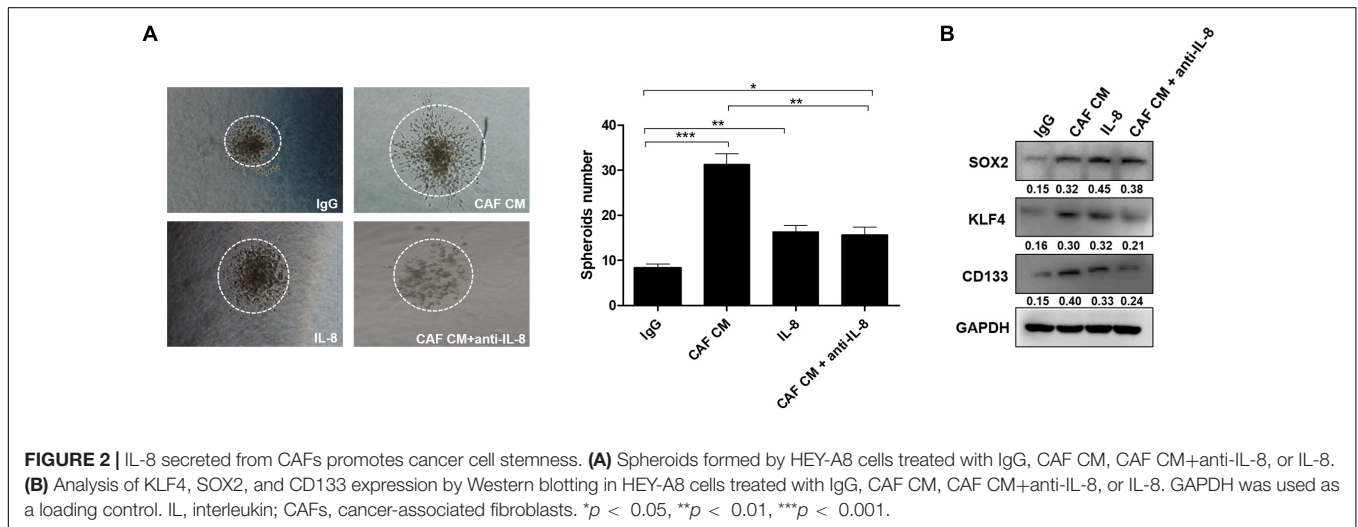 A
IgG
CAF CM
IL-8
CAF CM+anti-IL-8
*
**
**
***
Spheroids number
40
30
20
10
0
IgG
CAF CM
IL-8
CAF CM + anti-IL-8
B
IgG
CAF CM
IL-8
CAF CM + anti-IL-8
SOX2
0.15 0.32 0.45 0.38
KLF4
0.16 0.30 0.32 0.21
CD133
0.15 0.40 0.33 0.24
GAPDH
FIGURE 2 | IL-8 secreted from CAFs promotes cancer cell stemness. (A) Spheroids formed by HEY-A8 cells treated with IgG, CAF CM, CAF CM+anti-IL-8, or IL-8.
(B) Analysis of KLF4, SOX2, and CD133 expression by Western blotting in HEY-A8 cells treated with IgG, CAF CM, CAF CM+anti-IL-8, or IL-8. GAPDH was used as
a loading control. IL, interleukin; CAFs, cancer-associated fibroblasts. *p < 0.05, **p < 0.01, ***p < 0.001.